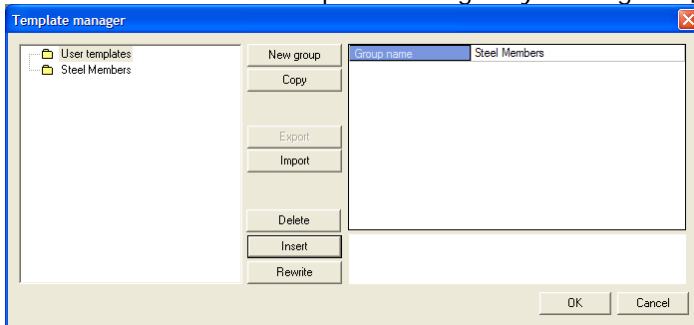 Template manager
User templates
Steel Members
New group
Copy
Export
Import
Delete
Insert
Rewrite
Group name Steel Members
OK Cancel